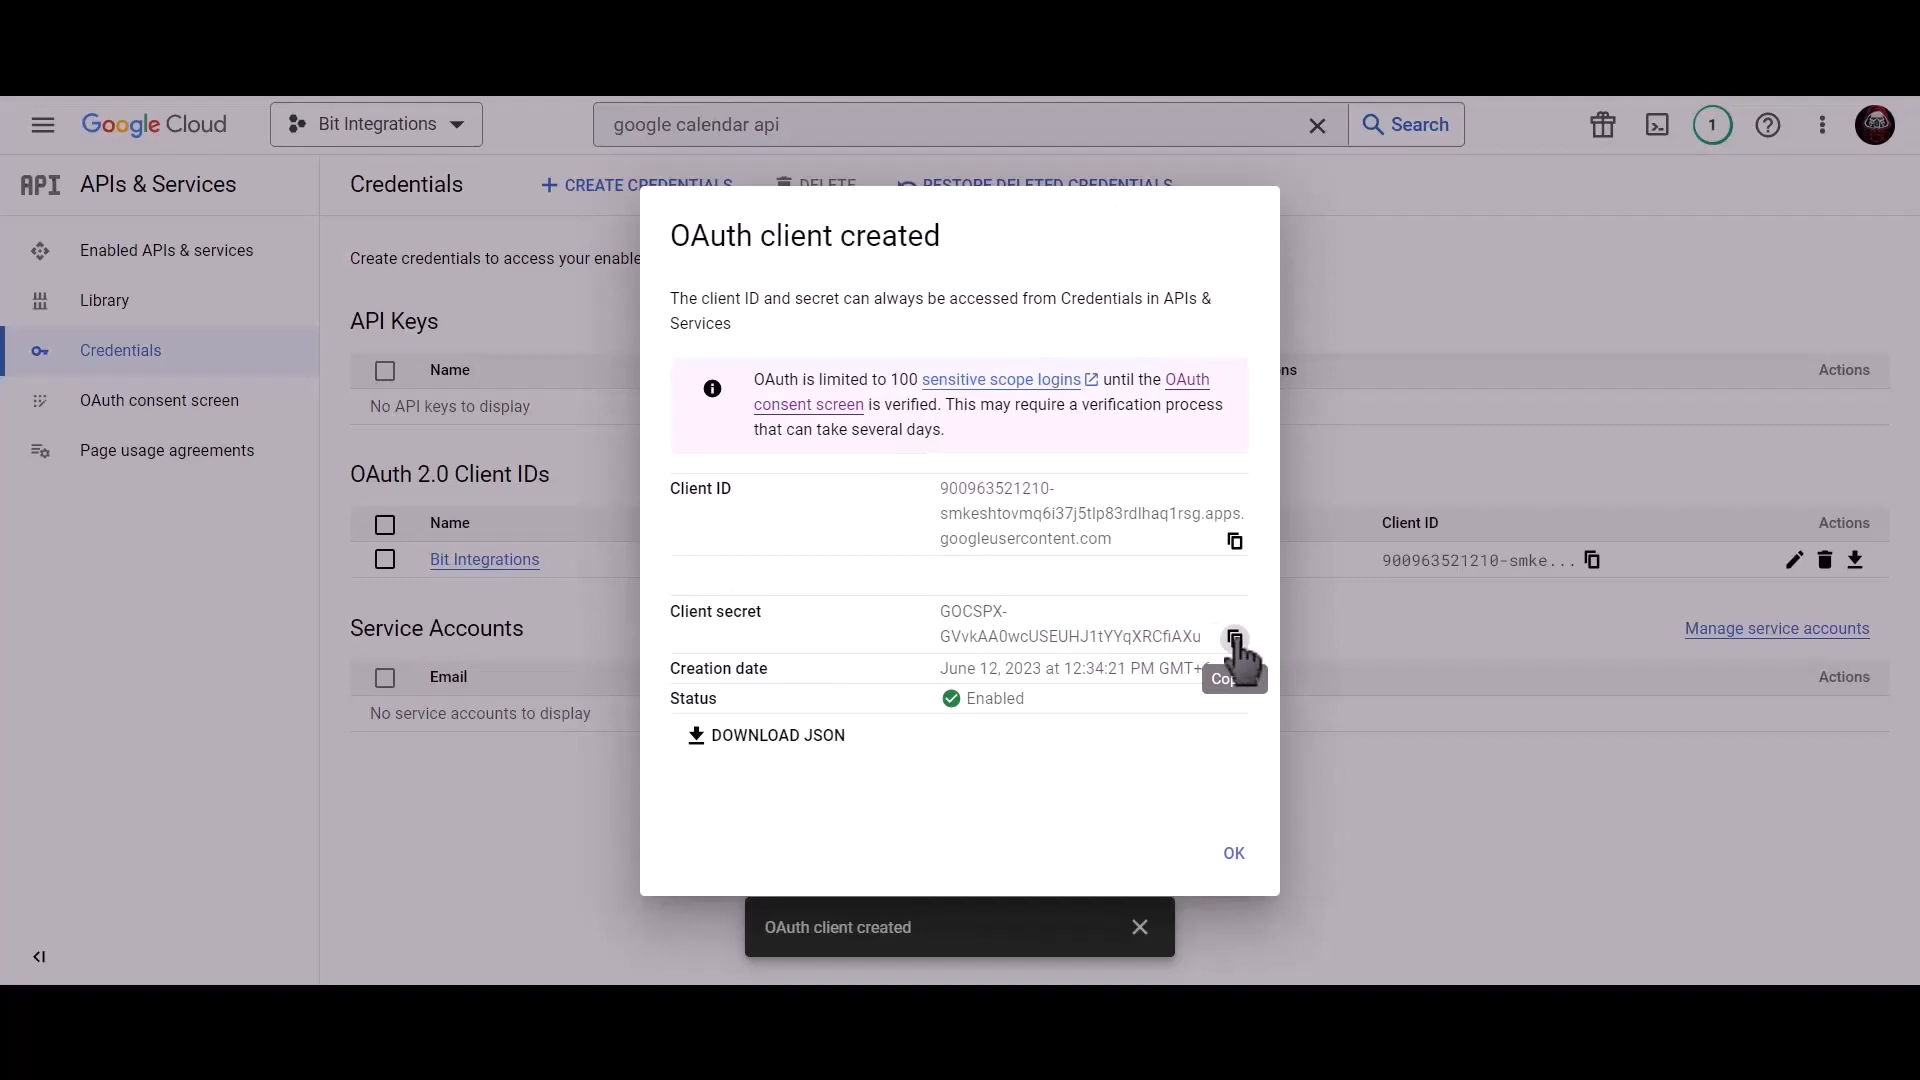 Google Cloud
Bit Integrations
google calendar api
Search
1
API
APIs & Services
Credentials
CREATE CREDENTIALS
DELETE
RESTORE DELETED CREDENTIALS
Enabled APIs & services
Library
Credentials
OAuth consent screen
Page usage agreements
Create credentials to access your
API Keys
Name
Actions
No API keys to display
OAuth 2.0 Client IDs
Name
Client ID
Actions
Bit Integrations
900963521210-smke...
Service Accounts
Manage service accounts
Email
Actions
No service accounts to display
OAuth client created
The client ID and secret can always be accessed from Credentials in APIs &
Services
OAuth is limited to 100 sensitive scope logins until the OAuth
consent screen is verified. This may require a verification process
that can take several days.
Client ID
900963521210-
smkeshtovmq6i37j5tlp83rdlhaq1rsg.apps.
googleusercontent.com
Client secret
GOCSPX-
GVvkAA0wcUSEUHJ1tYYqXRCfiAXu
Creation date
June 12, 2023 at 12:34:21 PM
Status
Enabled
DOWNLOAD JSON
OK
OAuth client created